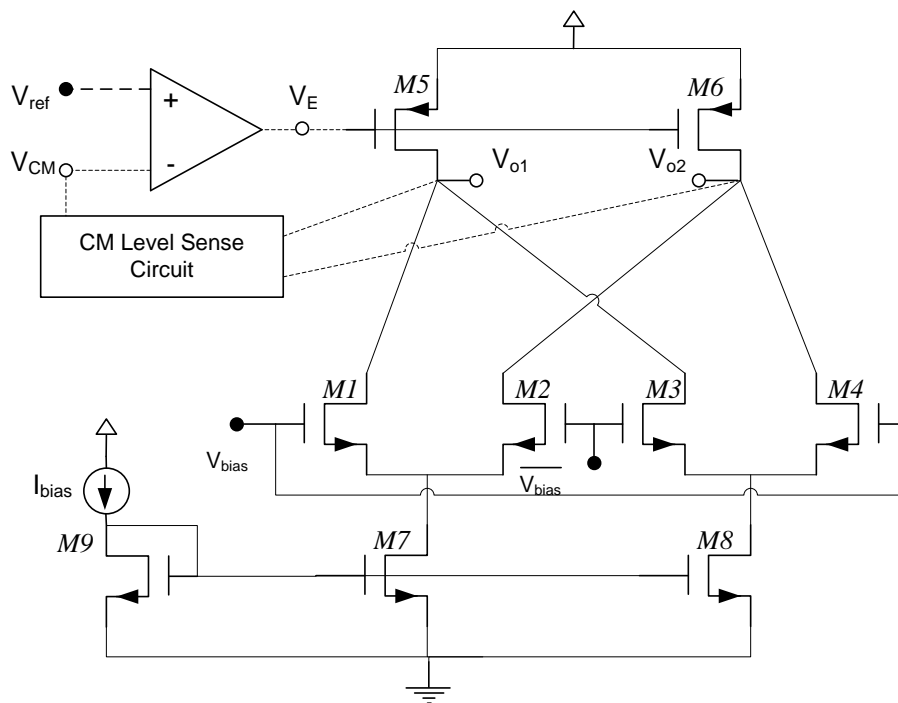 M5
M6
V_ref
+
V_E
V_CM
-
V_o1
V_o2
CM Level Sense
Circuit
M1
M2
M3
M4
V_bias
V_bias
I_bias
M9
M7
M8